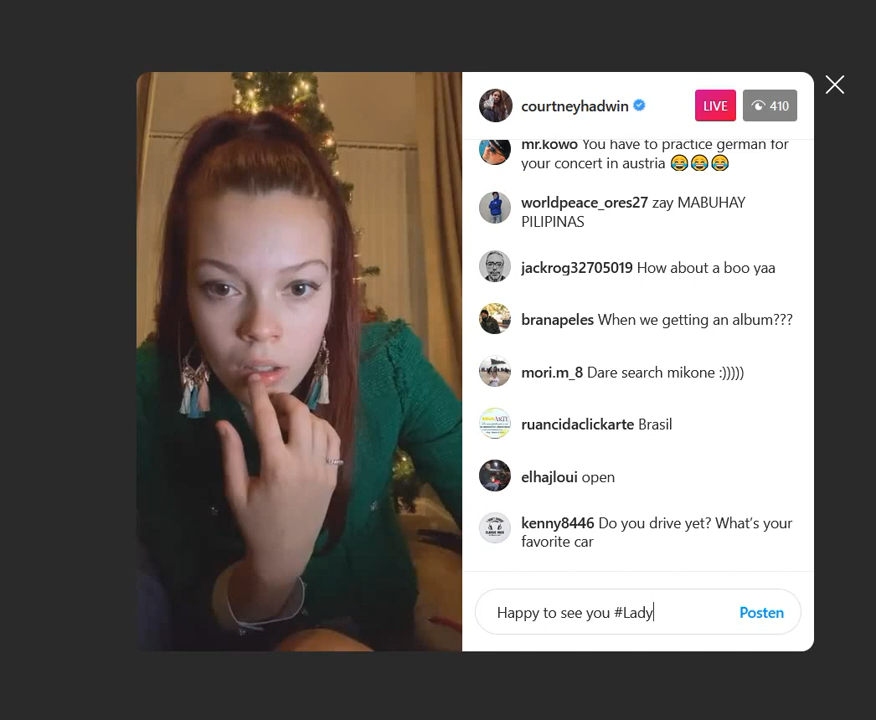 courtneyhadwin
LIVE
410
mr.kowo You have to practice german for
your concert in austria 😂😂😂
worldpeace_ores27 zay MABUHAY
PILIPINAS
jackrog32705019 How about a boo yaa
branapeles When we getting an album???
mori.m_8 Dare search mikone :)))))
ruancidaclickarte Brasil
elhajloui open
kenny8446 Do you drive yet? What's your
favorite car
Happy to see you #Lady
Posten